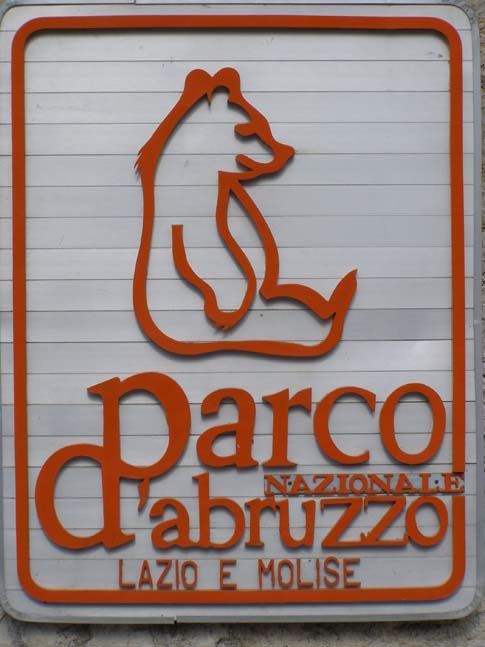 parco
NAZIONALE
d'abruzzo
LAZIO E MOLISE